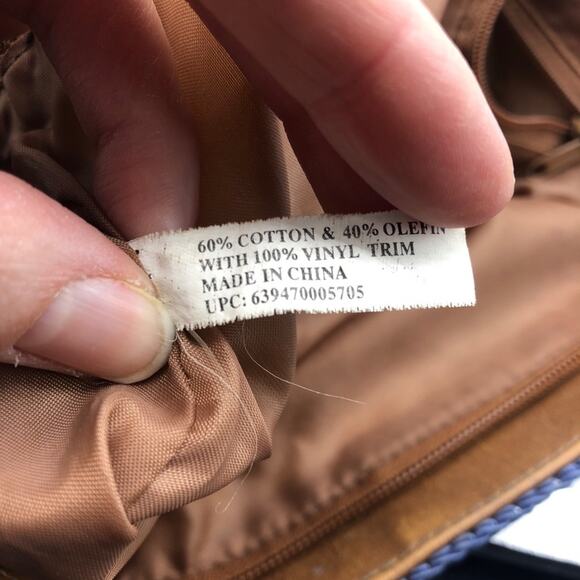 60% COTTON & 40% OLEFIN
WITH 100% VINYL TRIM
MADE IN CHINA
UPC: 639470005705